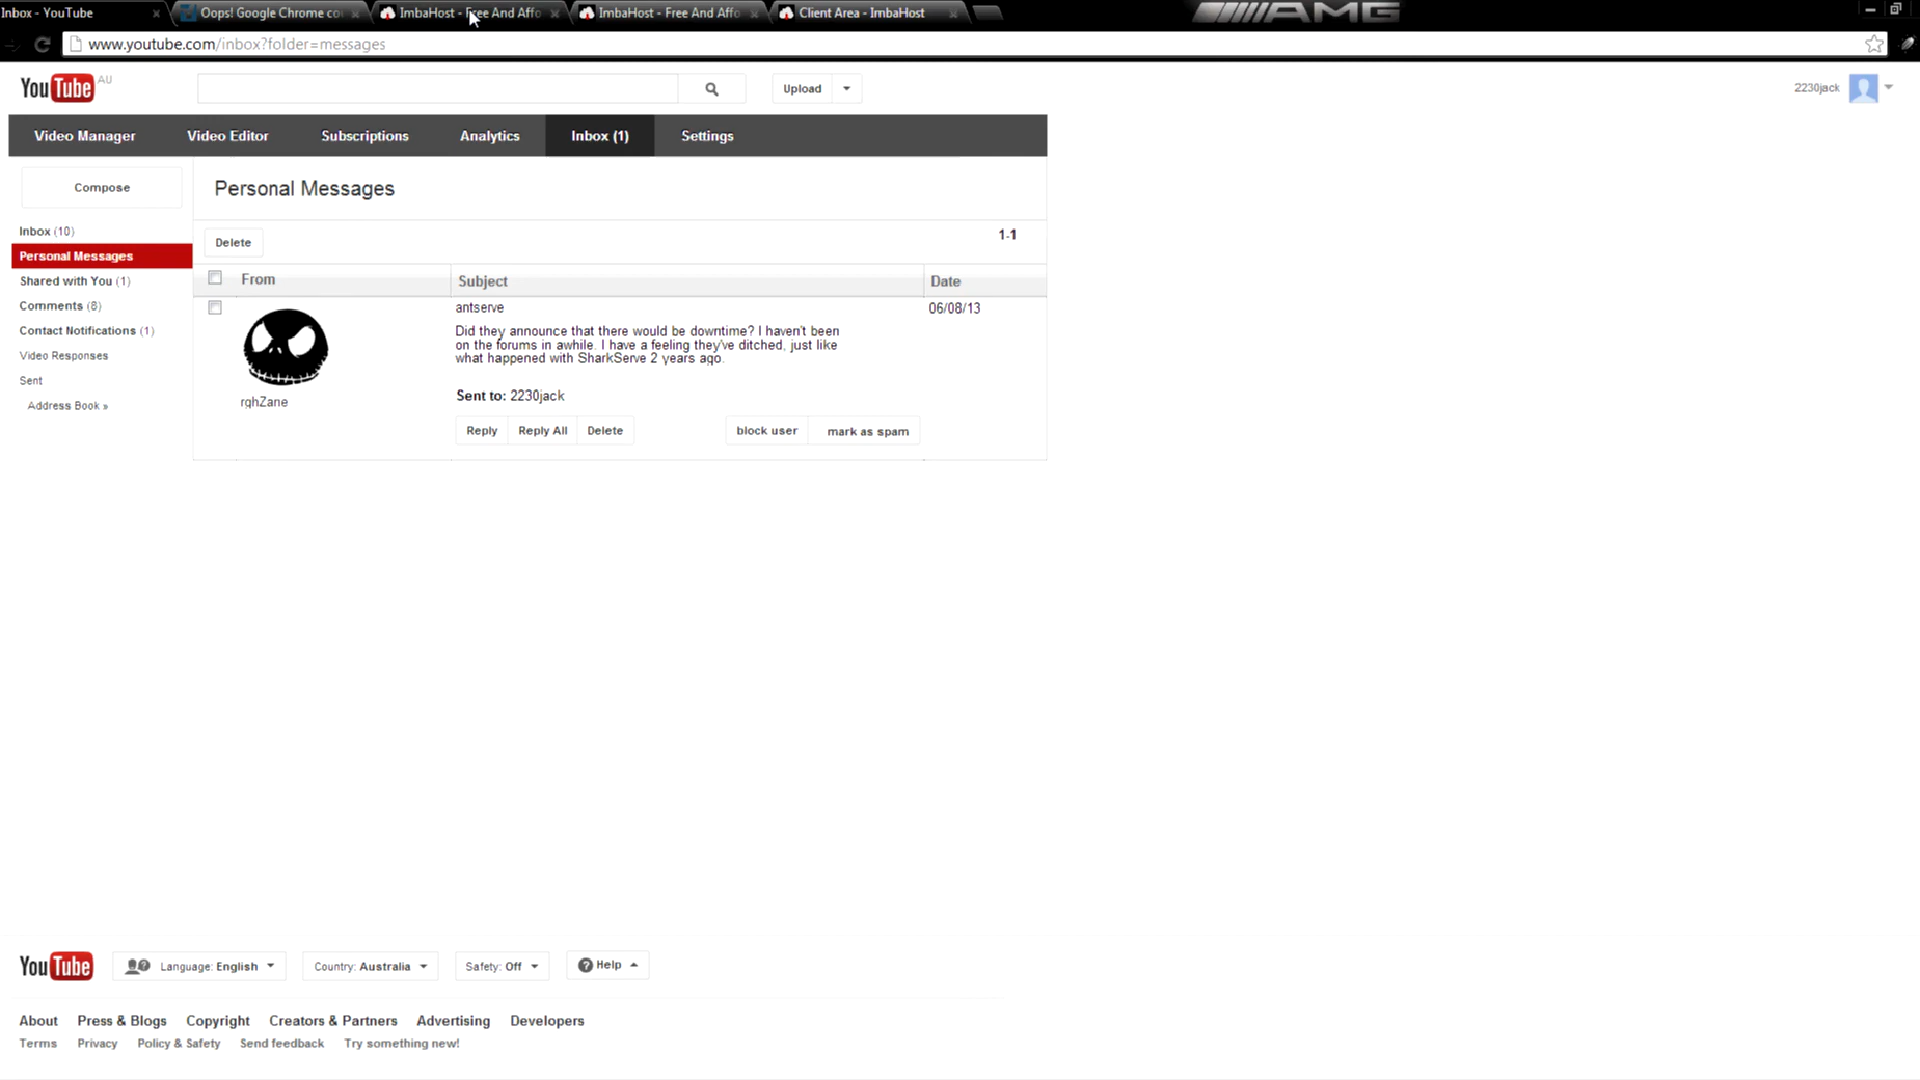 Inbox - YouTube
Oops! Google Chrome co
ImbaHost - Free And Affo
ImbaHost - Free And Affo
Client Area - ImbaHost
AMG
www.youtube.com/inbox?folder=messages
YouTube AU
Upload
2230jack
Video Manager
Video Editor
Subscriptions
Analytics
Inbox (1)
Settings
Compose
Personal Messages
Inbox (10)
Personal Messages
Shared with You (1)
Comments (8)
Contact Notifications (1)
Video Responses
Sent
Address Book »
Delete
1-1
From
Subject
Date
antserve
06/08/13
Did they announce that there would be downtime? I haven't been
on the forums in awhile. I have a feeling they've ditched, just like
what happened with SharkServe 2 years ago.
rghZane
Sent to: 2230jack
Reply
Reply All
Delete
block user
mark as spam
YouTube
Language: English
Country: Australia
Safety: Off
Help
About
Press & Blogs
Copyright
Creators & Partners
Advertising
Developers
Terms
Privacy
Policy & Safety
Send feedback
Try something new!